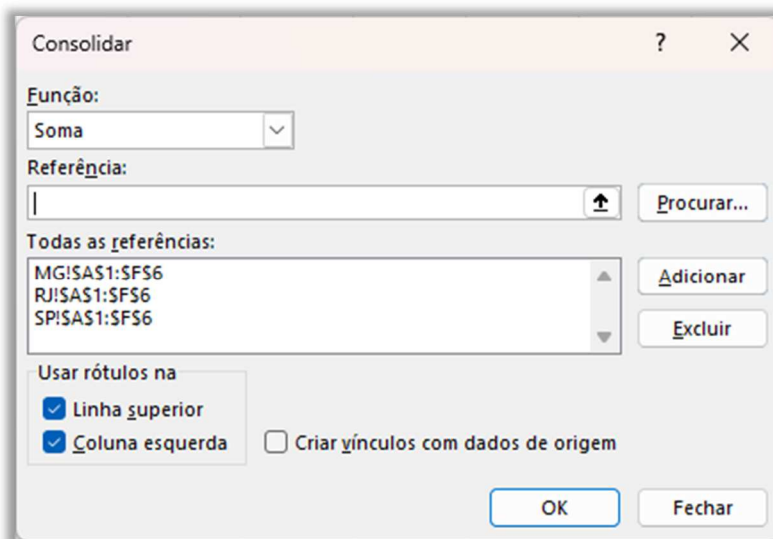 Consolidar ?
Função:
Soma
Referência:
Procurar...
Todas as referências:
MG!$A$1:$F$6
RJ!$A$1:$F$6
SP!$A$1:$F$6
Adicionar
Excluir
Usar rótulos na
Linha superior
Coluna esquerda
Criar vínculos com dados de origem
OK
Fechar